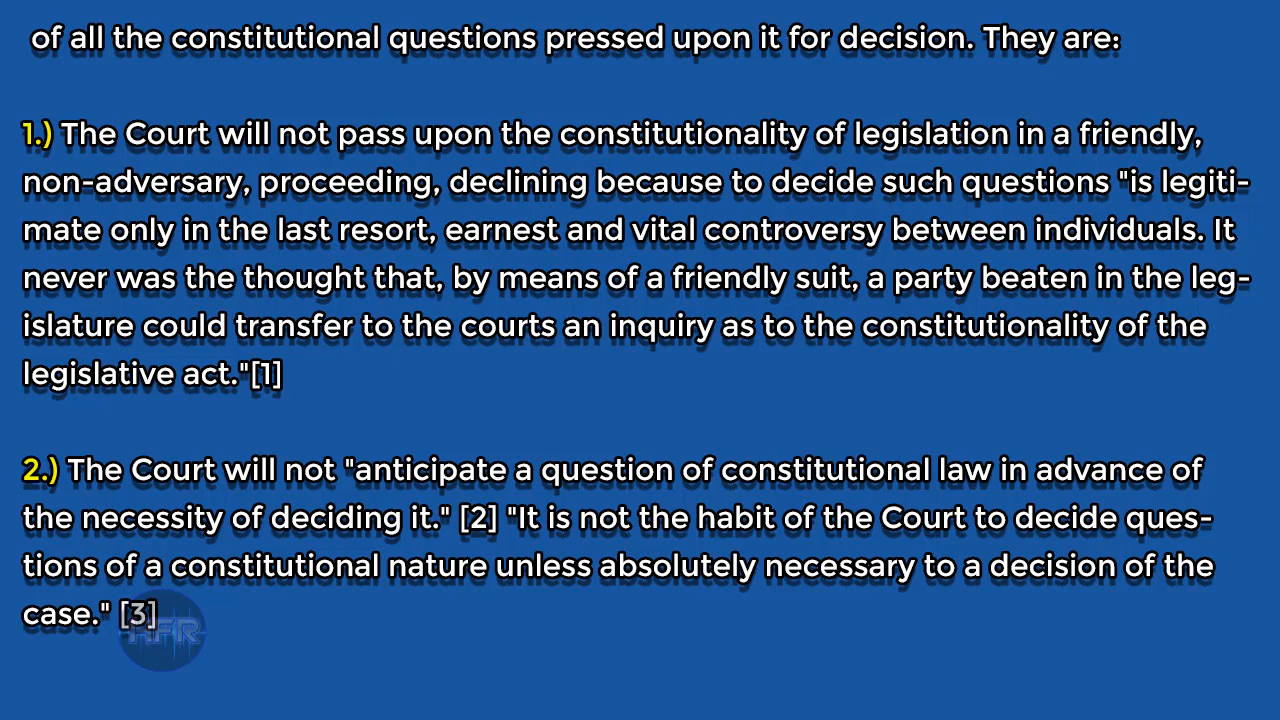 of all the constitutional questions pressed upon it for decision. They are:
1.) The Court will not pass upon the constitutionality of legislation in a friendly,
non-adversary, proceeding, declining because to decide such questions "is legiti-
mate only in the last resort, earnest and vital controversy between individuals. It
never was the thought that, by means of a friendly suit, a party beaten in the leg-
islature could transfer to the courts an inquiry as to the constitutionality of the
legislative act."[1]
2.) The Court will not "anticipate a question of constitutional law in advance of
the necessity of deciding it." [2] "It is not the habit of the Court to decide ques-
tions of a constitutional nature unless absolutely necessary to a decision of the
case." [3]
HFR